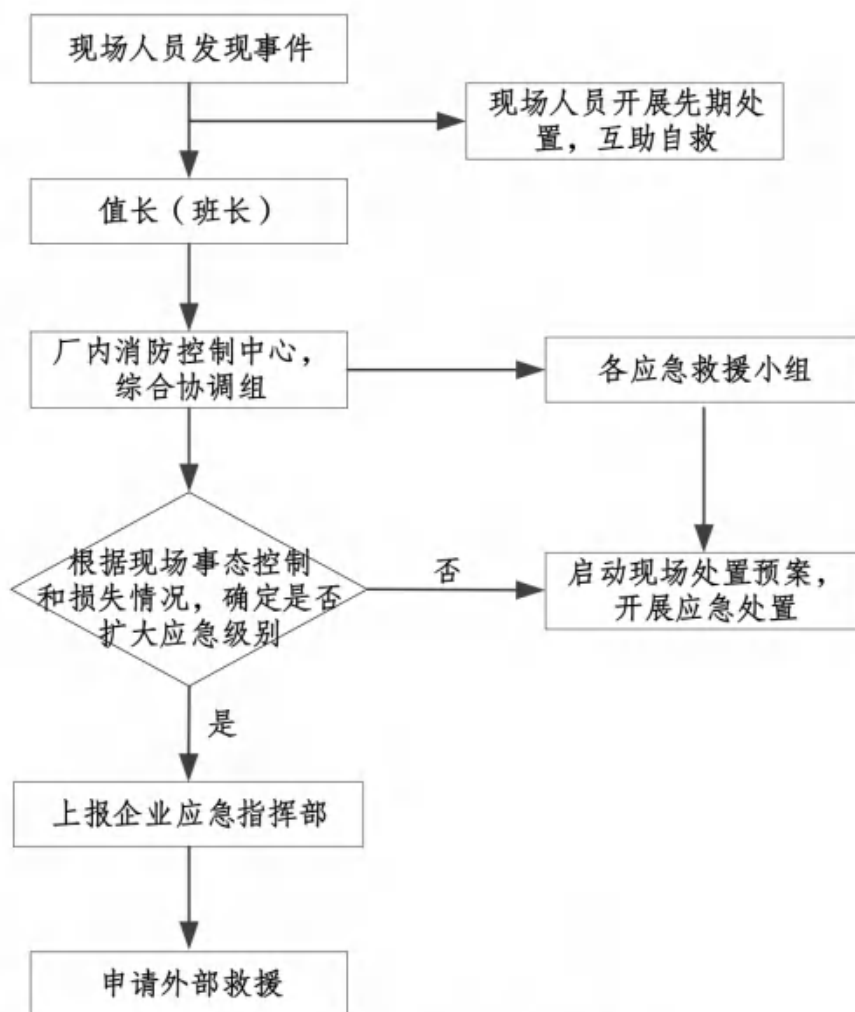 现场人员发现事件
现场人员开展先期处
置，互助自救
值长（班长）
厂内消防控制中心，
综合协调组
各应急救援小组
根据现场事态控制
和损失情况，确定是否
扩大应急级别
否
启动现场处置预案，
开展应急处置
是
上报企业应急指挥部
申请外部救援